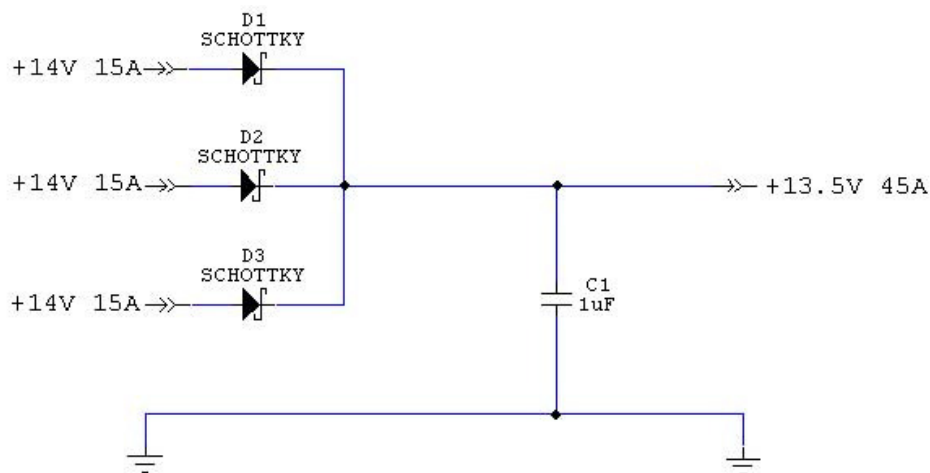 D1
SCHOTTKY
+14V 15A
D2
SCHOTTKY
+14V 15A
+13.5V 45A
D3
SCHOTTKY
+14V 15A
C1
1uF